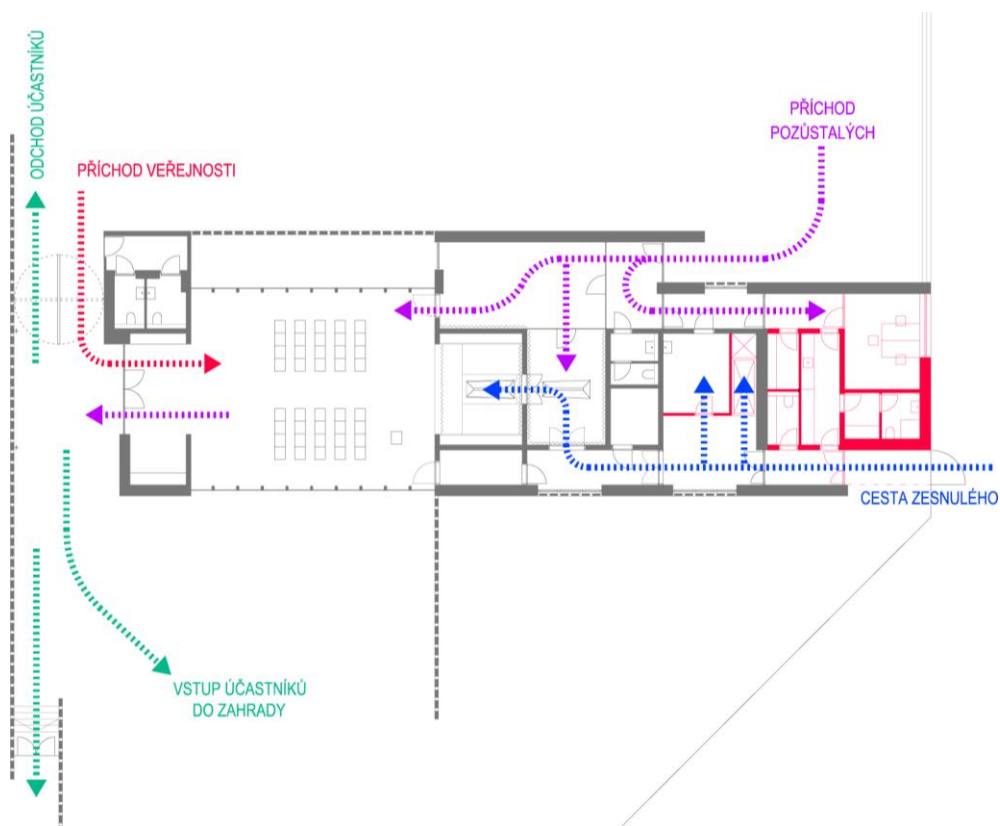 ODCHOD ÚČASTNÍKŮ
PŘÍCHOD VEŘEJNOSTI
PŘÍCHOD
POZŮSTALÝCH
CESTA ZESNULÉHO
VSTUP ÚČASTNÍKŮ
DO ZAHRADY